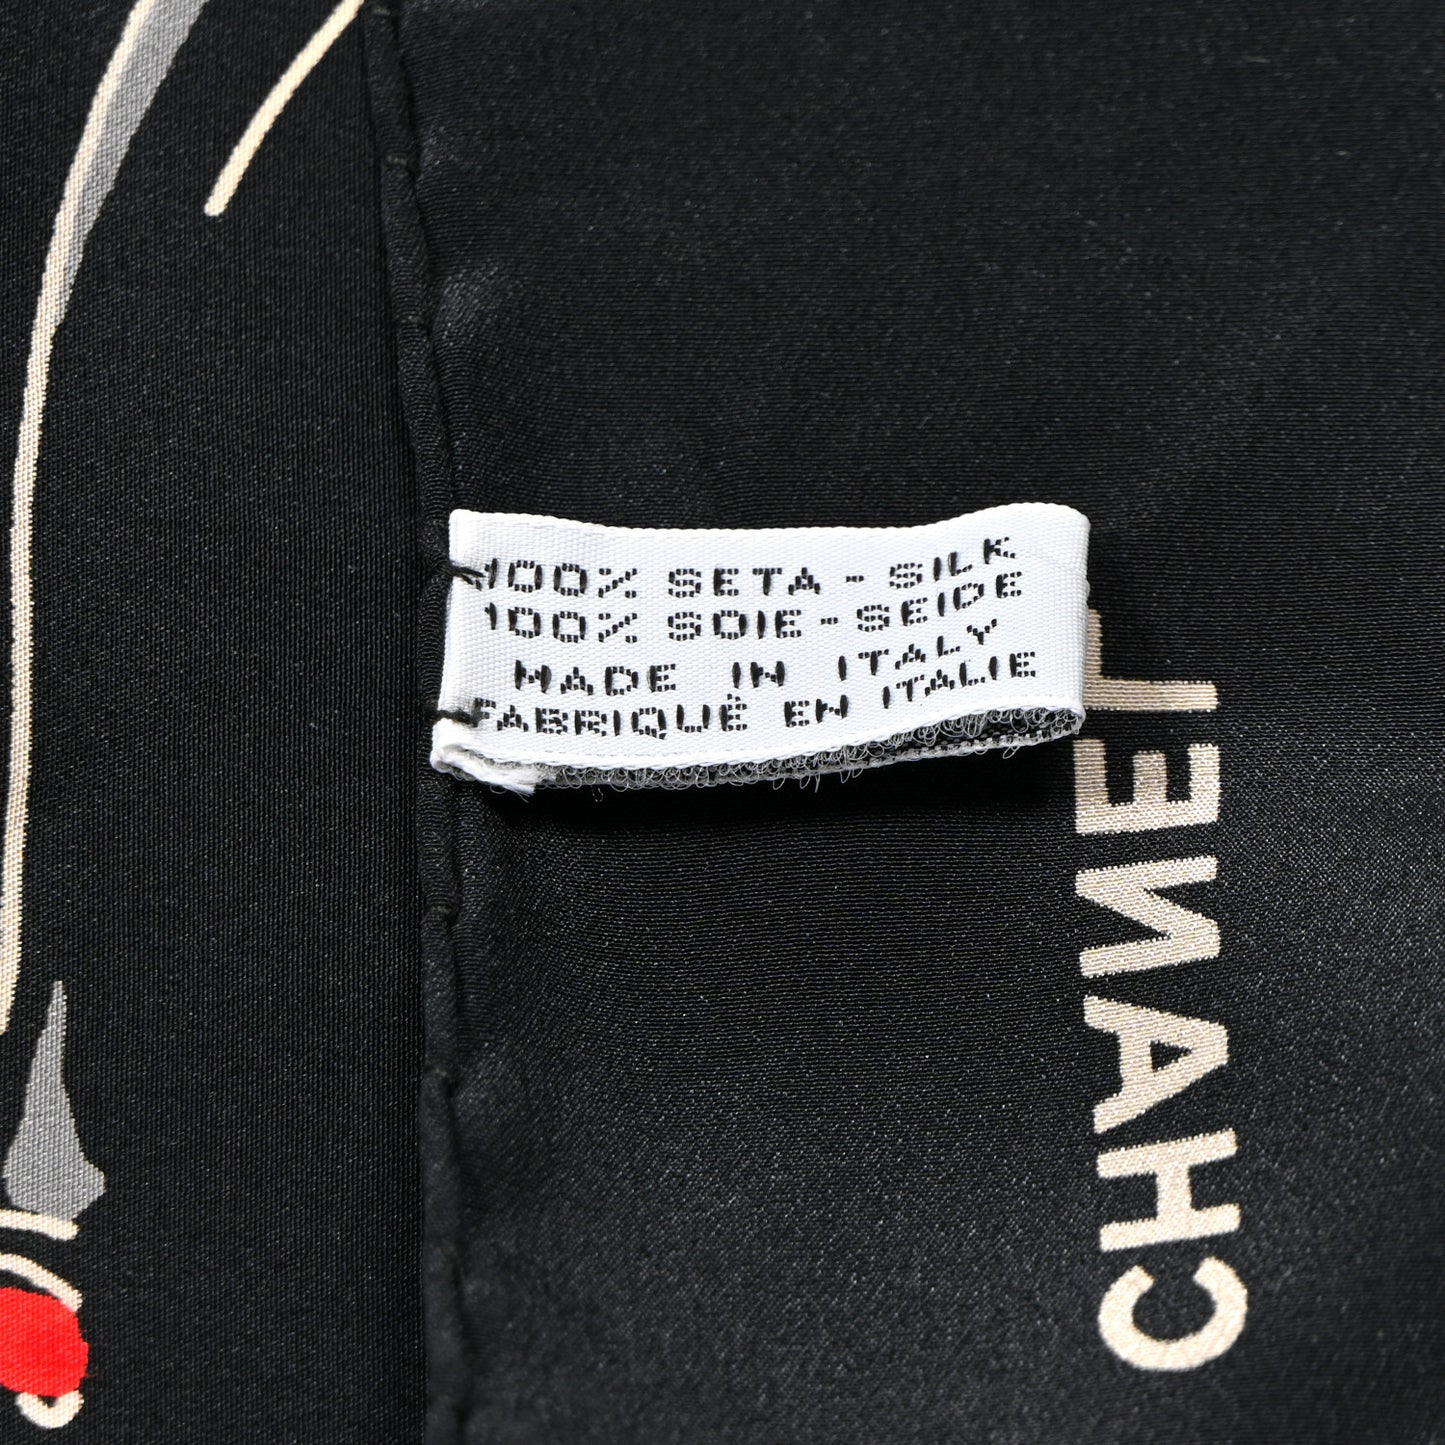 100% SETA - SILK
100% SOIE - SEIDE
MADE IN ITALY
FABRIQUÉ EN ITALIE
CHANEL